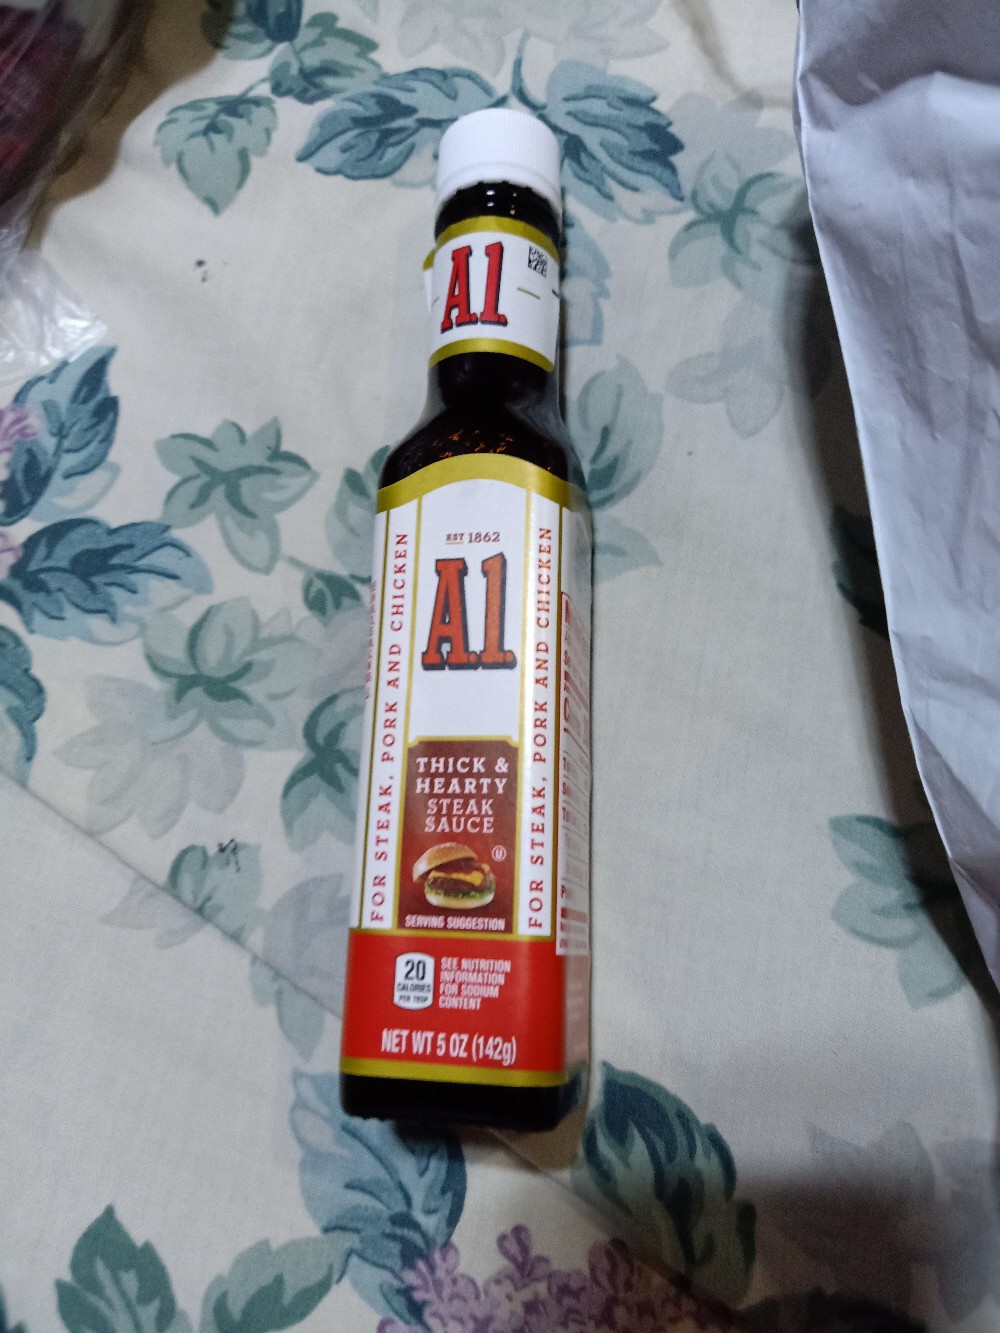 A.1.
EST 1862
A.1.
FOR STEAK, PORK AND CHICKEN
THICK &
HEARTY
STEAK
SAUCE
U
SERVING SUGGESTION
FOR STEAK, PORK AND CHICKEN
20
CALORIES
PER TBSP
SEE NUTRITION
INFORMATION
FOR SODIUM
CONTENT
NET WT 5 OZ (142g)